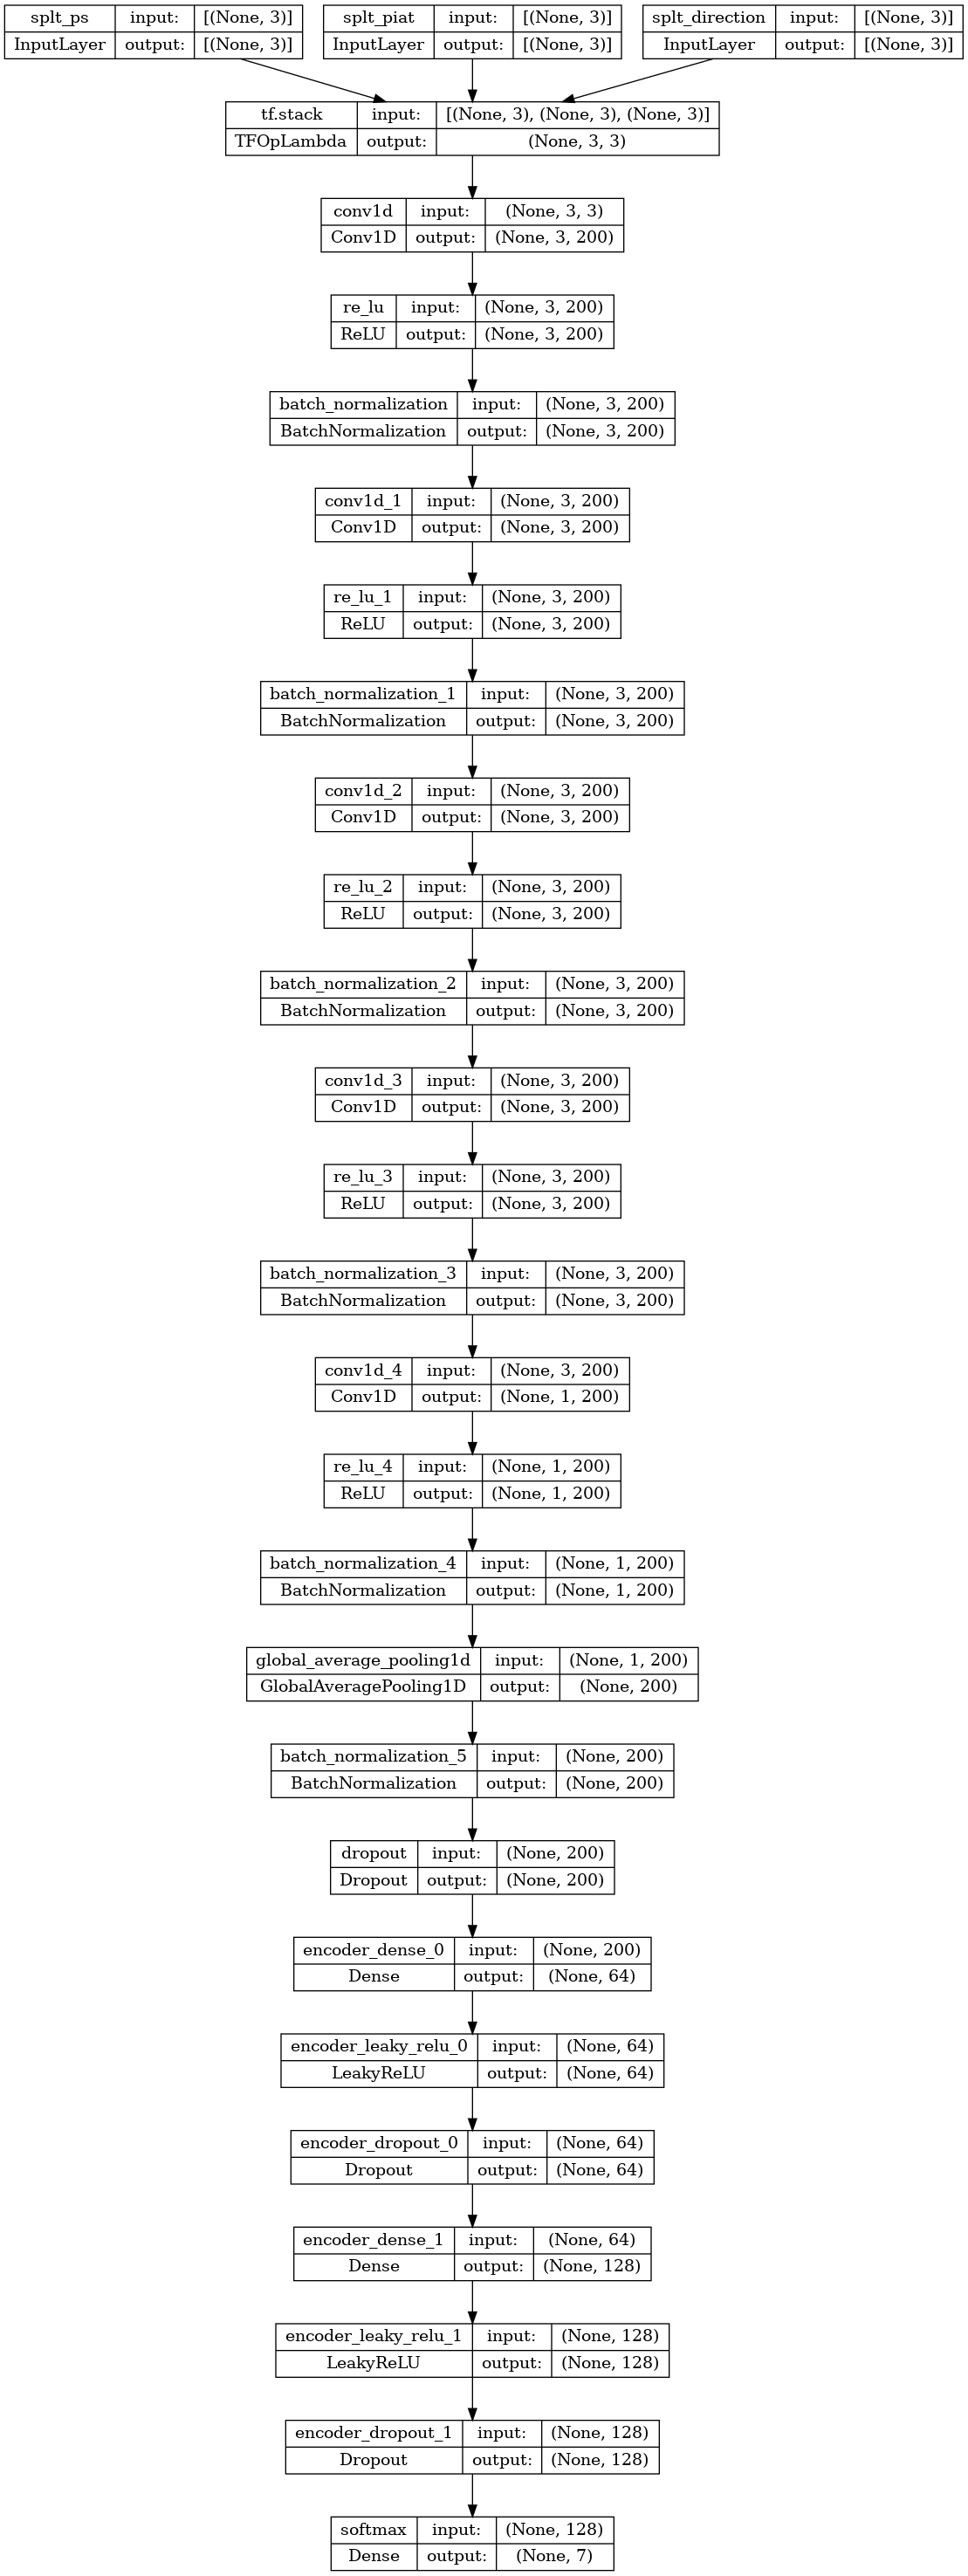 splt_ps input: [(None, 3)]
InputLayer output: [(None, 3)]
splt_piat input: [(None, 3)]
InputLayer output: [(None, 3)]
splt_direction input: [(None, 3)]
InputLayer output: [(None, 3)]
tf.stack input: [(None, 3), (None, 3), (None, 3)]
TFOpLambda output: (None, 3, 3)
conv1d input: (None, 3, 3)
Conv1D output: (None, 3, 200)
re_lu input: (None, 3, 200)
ReLU output: (None, 3, 200)
batch_normalization input: (None, 3, 200)
BatchNormalization output: (None, 3, 200)
conv1d_1 input: (None, 3, 200)
Conv1D output: (None, 3, 200)
re_lu_1 input: (None, 3, 200)
ReLU output: (None, 3, 200)
batch_normalization_1 input: (None, 3, 200)
BatchNormalization output: (None, 3, 200)
conv1d_2 input: (None, 3, 200)
Conv1D output: (None, 3, 200)
re_lu_2 input: (None, 3, 200)
ReLU output: (None, 3, 200)
batch_normalization_2 input: (None, 3, 200)
BatchNormalization output: (None, 3, 200)
conv1d_3 input: (None, 3, 200)
Conv1D output: (None, 3, 200)
re_lu_3 input: (None, 3, 200)
ReLU output: (None, 3, 200)
batch_normalization_3 input: (None, 3, 200)
BatchNormalization output: (None, 3, 200)
conv1d_4 input: (None, 3, 200)
Conv1D output: (None, 1, 200)
re_lu_4 input: (None, 1, 200)
ReLU output: (None, 1, 200)
batch_normalization_4 input: (None, 1, 200)
BatchNormalization output: (None, 1, 200)
global_average_pooling1d input: (None, 1, 200)
GlobalAveragePooling1D output: (None, 200)
batch_normalization_5 input: (None, 200)
BatchNormalization output: (None, 200)
dropout input: (None, 200)
Dropout output: (None, 200)
encoder_dense_0 input: (None, 200)
Dense output: (None, 64)
encoder_leaky_relu_0 input: (None, 64)
LeakyReLU output: (None, 64)
encoder_dropout_0 input: (None, 64)
Dropout output: (None, 64)
encoder_dense_1 input: (None, 64)
Dense output: (None, 128)
encoder_leaky_relu_1 input: (None, 128)
LeakyReLU output: (None, 128)
encoder_dropout_1 input: (None, 128)
Dropout output: (None, 128)
softmax input: (None, 128)
Dense output: (None, 7)